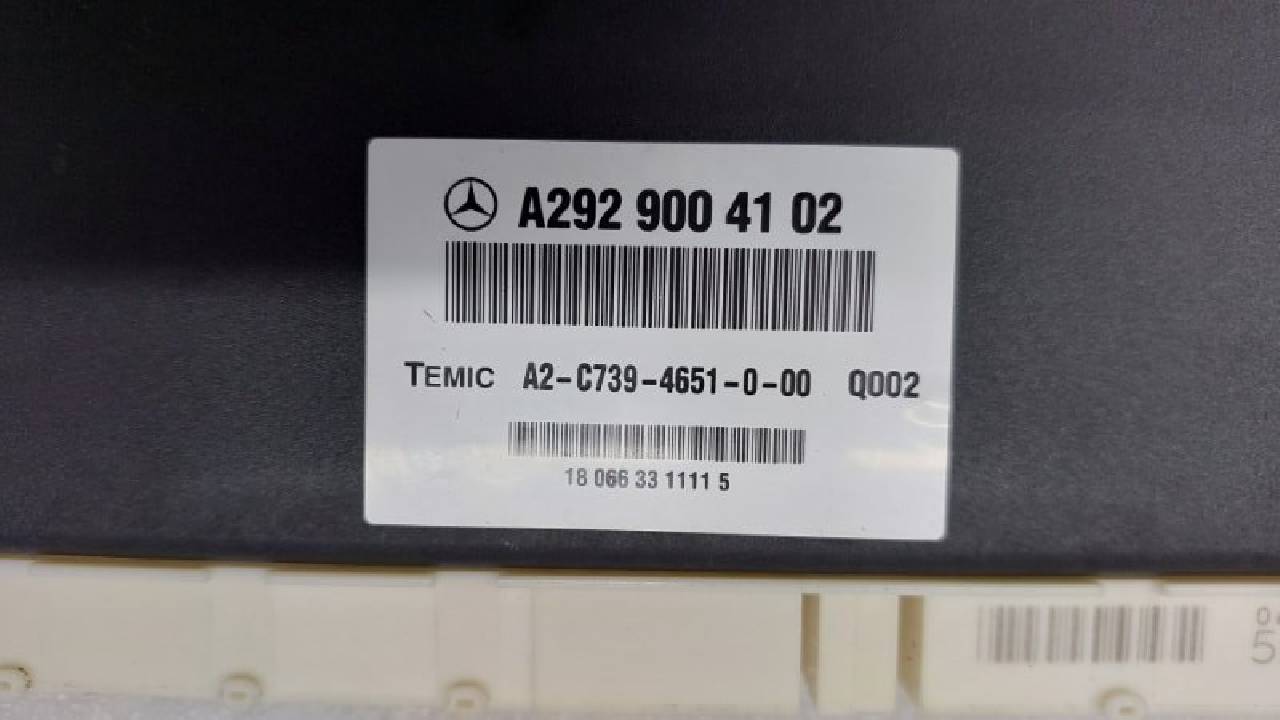 A292 900 41 02
TEMIC A2-C739-4651-0-00 Q002
18 066 33 1111 5